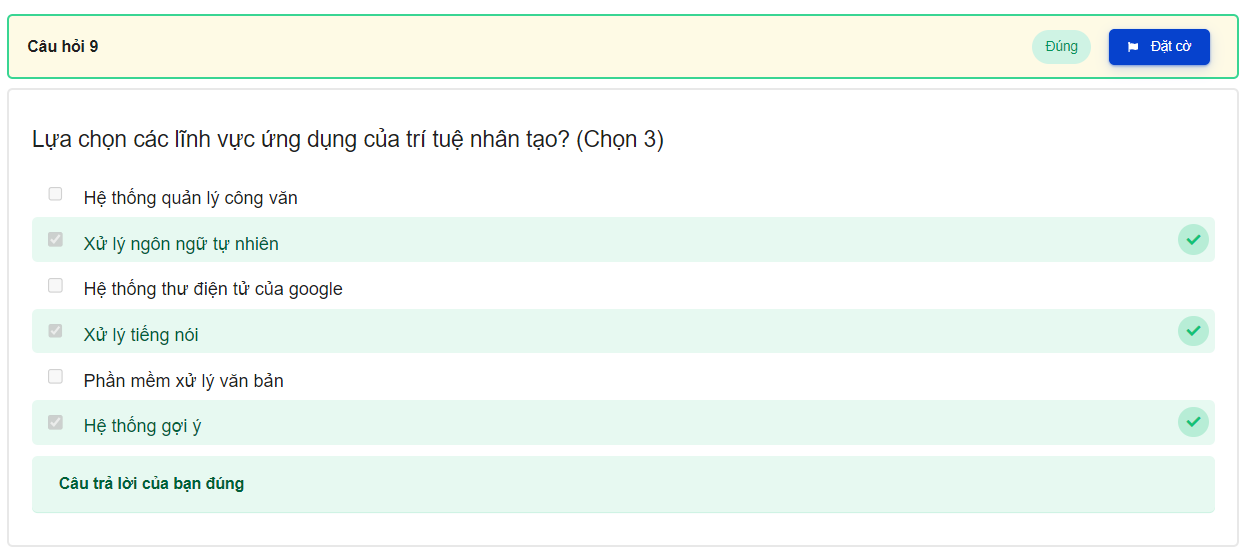 Câu hỏi 9
Đúng
Đặt cờ
Lựa chọn các lĩnh vực ứng dụng của trí tuệ nhân tạo? (Chọn 3)
Hệ thống quản lý công văn
Xử lý ngôn ngữ tự nhiên
Hệ thống thư điện tử của google
Xử lý tiếng nói
Phần mềm xử lý văn bản
Hệ thống gợi ý
Câu trả lời của bạn đúng